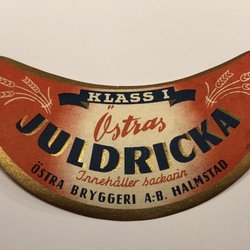 KLASS I
Östras
JULDRICKA
Innehåller sackarin
ÖSTRA BRYGGERI A:B. HALMSTAD